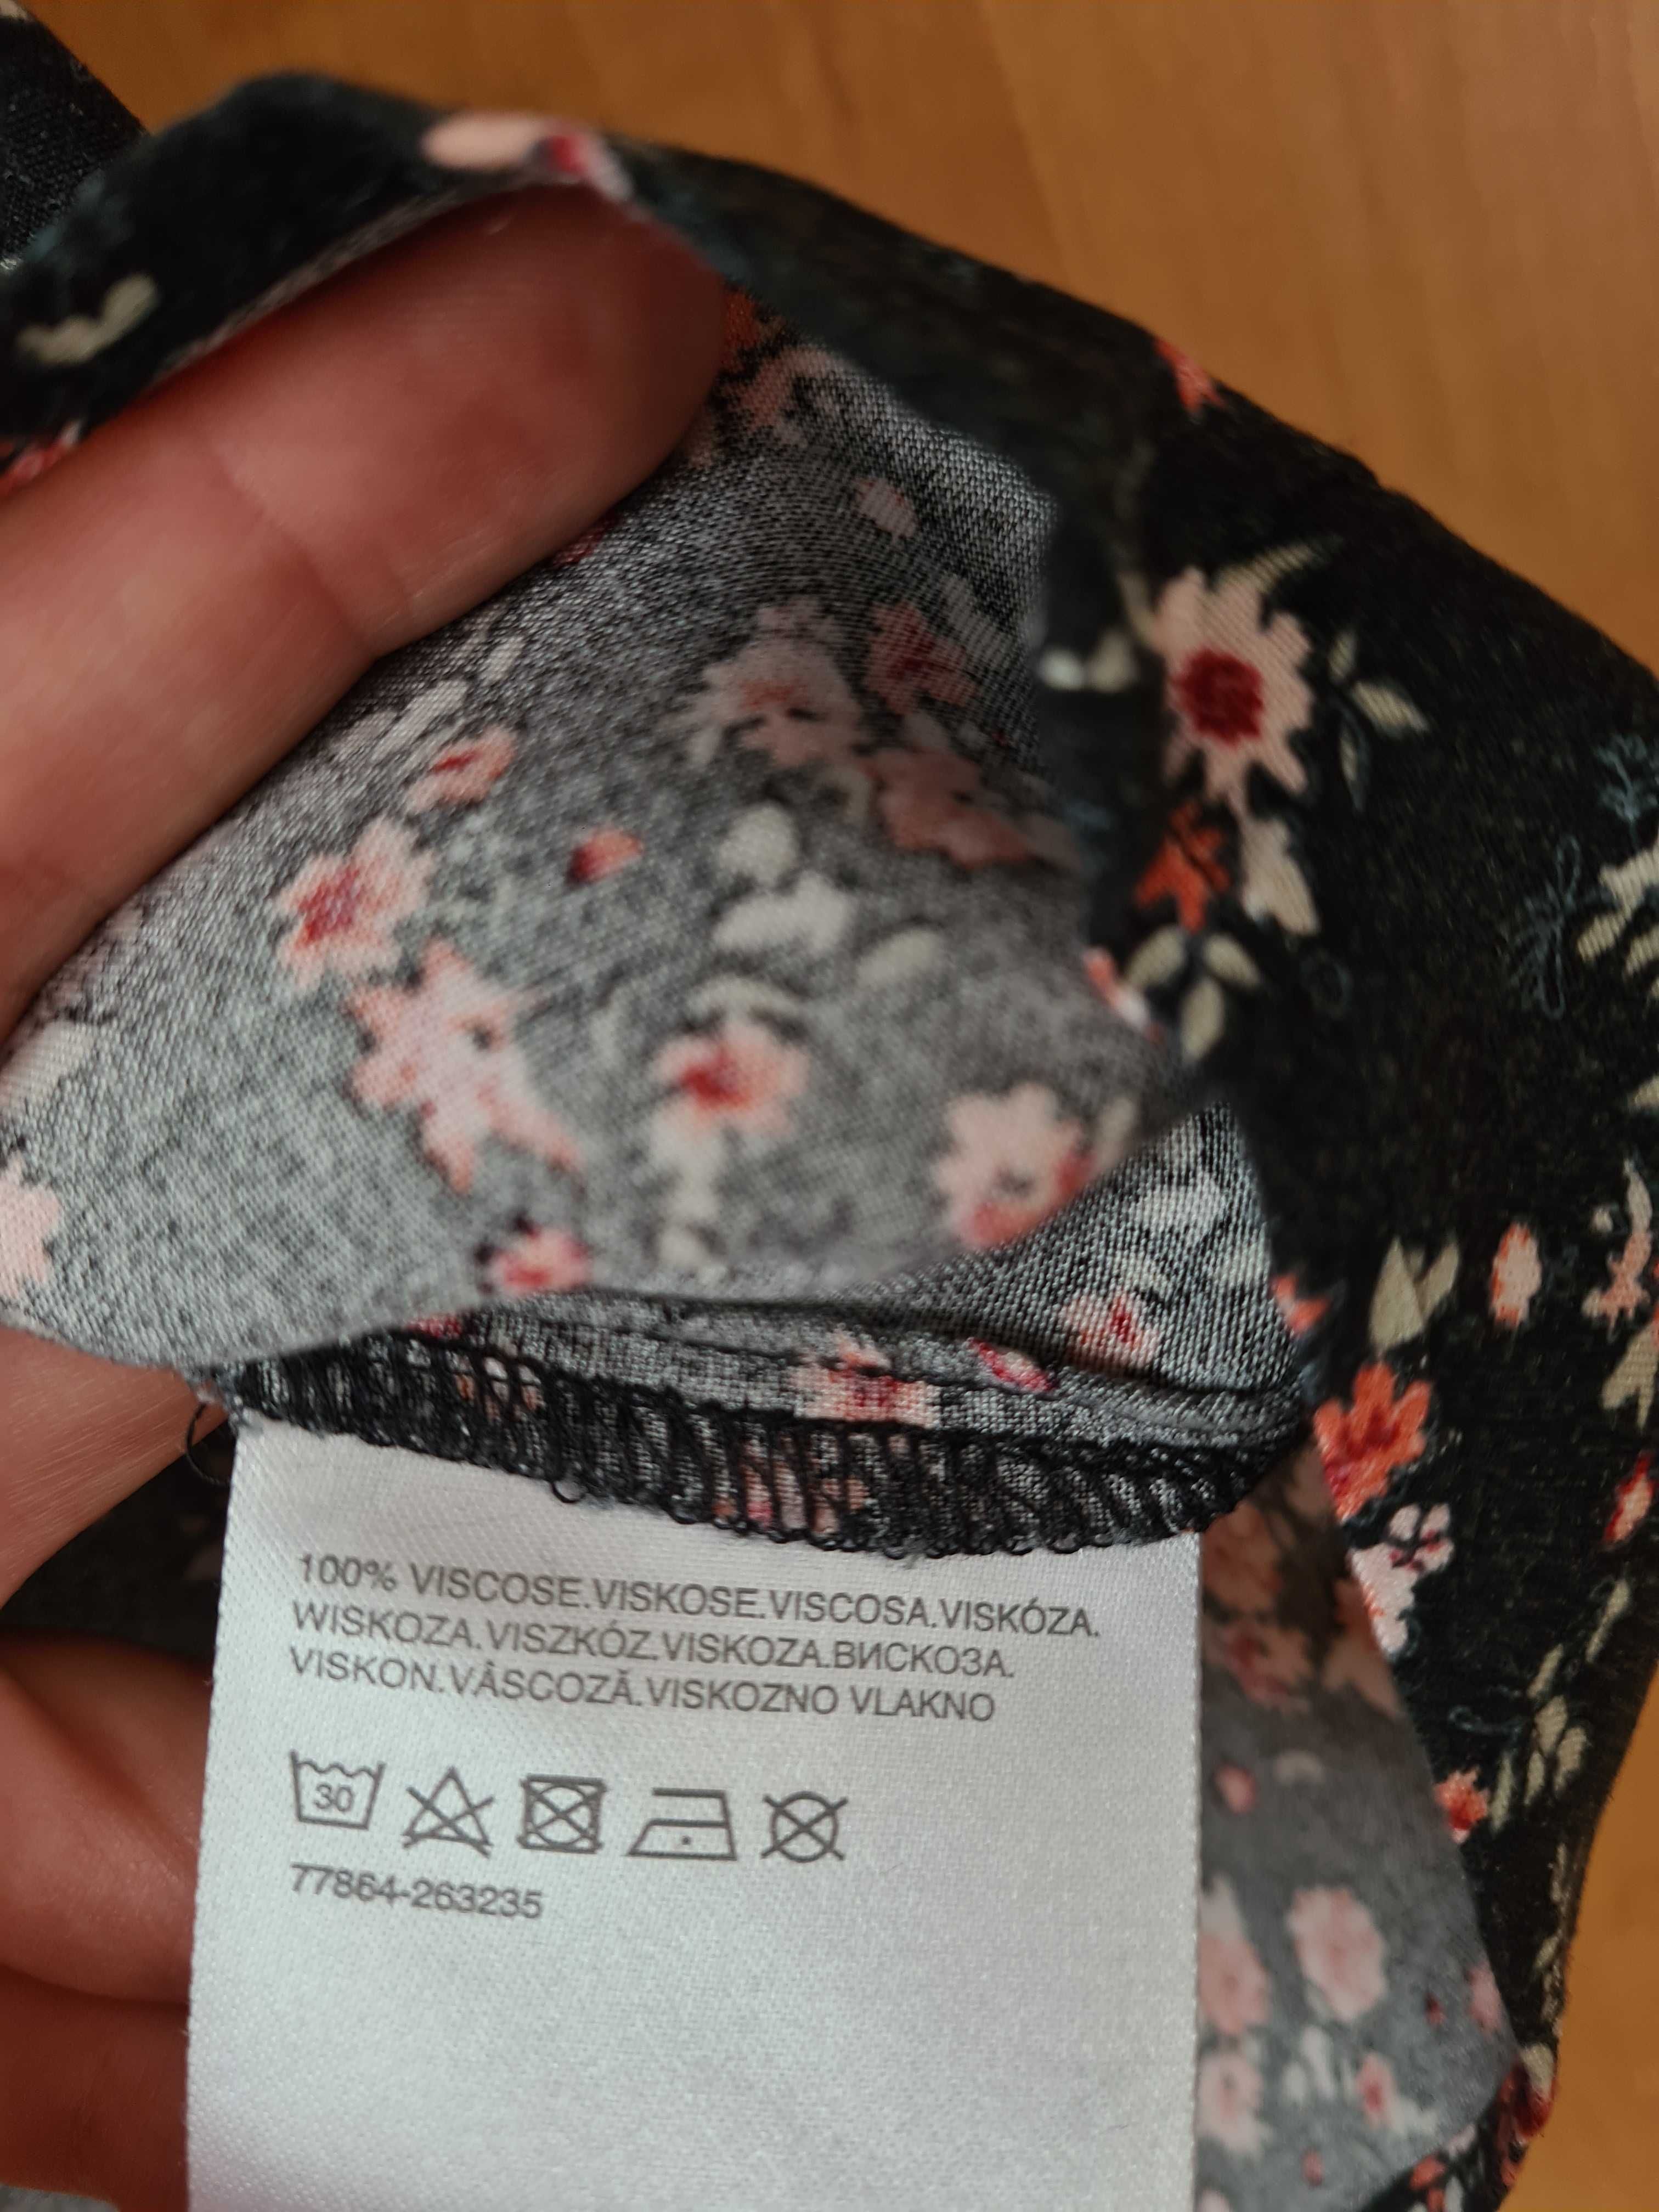 100% VISCOSE.VISKOSE.VISCOSA.VISKÓZA.
WISKOZA.VISZKÓZ.VISKOZA.ВИСКОЗА.
VISKON.VÂSCOZĂ.VISKOZNO VLAKNO
30
77864-263235